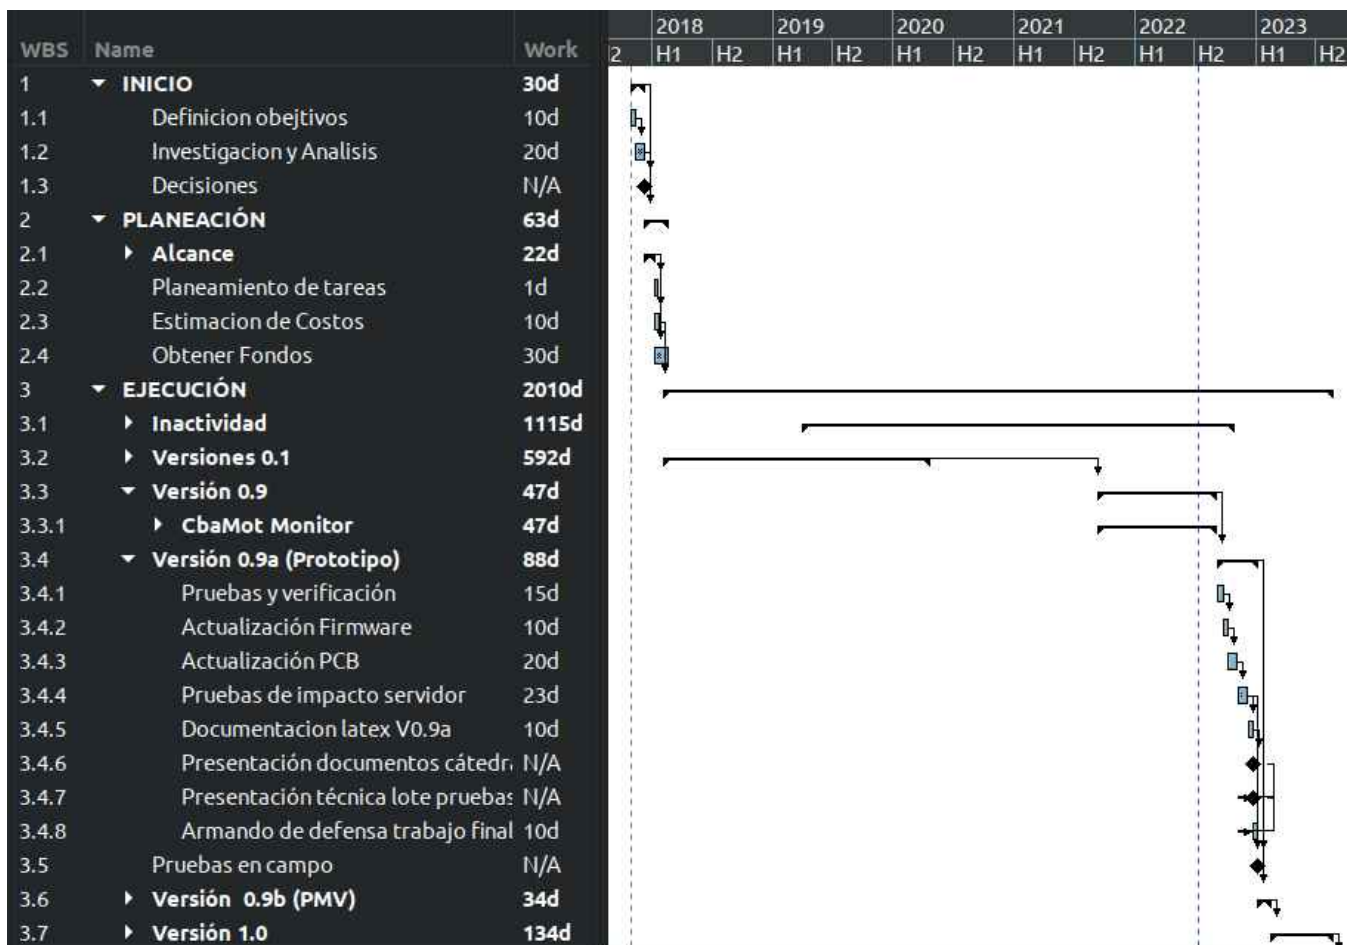 2018 2019 2020 2021 2022 2023
WBS Name Work 2 H1 H2 H1 H2 H1 H2 H1 H2 H1 H2 H1 H2
1 INICIO 30d
1.1 Definicion obejtivos 10d
1.2 Investigacion y Analisis 20d
1.3 Decisiones N/A
2 PLANEACIÓN 63d
2.1 Alcance 22d
2.2 Planeamiento de tareas 1d
2.3 Estimacion de Costos 10d
2.4 Obtener Fondos 30d
3 EJECUCIÓN 2010d
3.1 Inactividad 1115d
3.2 Versiones 0.1 592d
3.3 Versión 0.9 47d
3.3.1 CbaMot Monitor 47d
3.4 Versión 0.9a (Prototipo) 88d
3.4.1 Pruebas y verificación 15d
3.4.2 Actualización Firmware 10d
3.4.3 Actualización PCB 20d
3.4.4 Pruebas de impacto servidor 23d
3.4.5 Documentacion latex V0.9a 10d
3.4.6 Presentación documentos cátedr N/A
3.4.7 Presentación técnica lote pruebas N/A
3.4.8 Armando de defensa trabajo final 10d
3.5 Pruebas en campo N/A
3.6 Versión 0.9b (PMV) 34d
3.7 Versión 1.0 134d